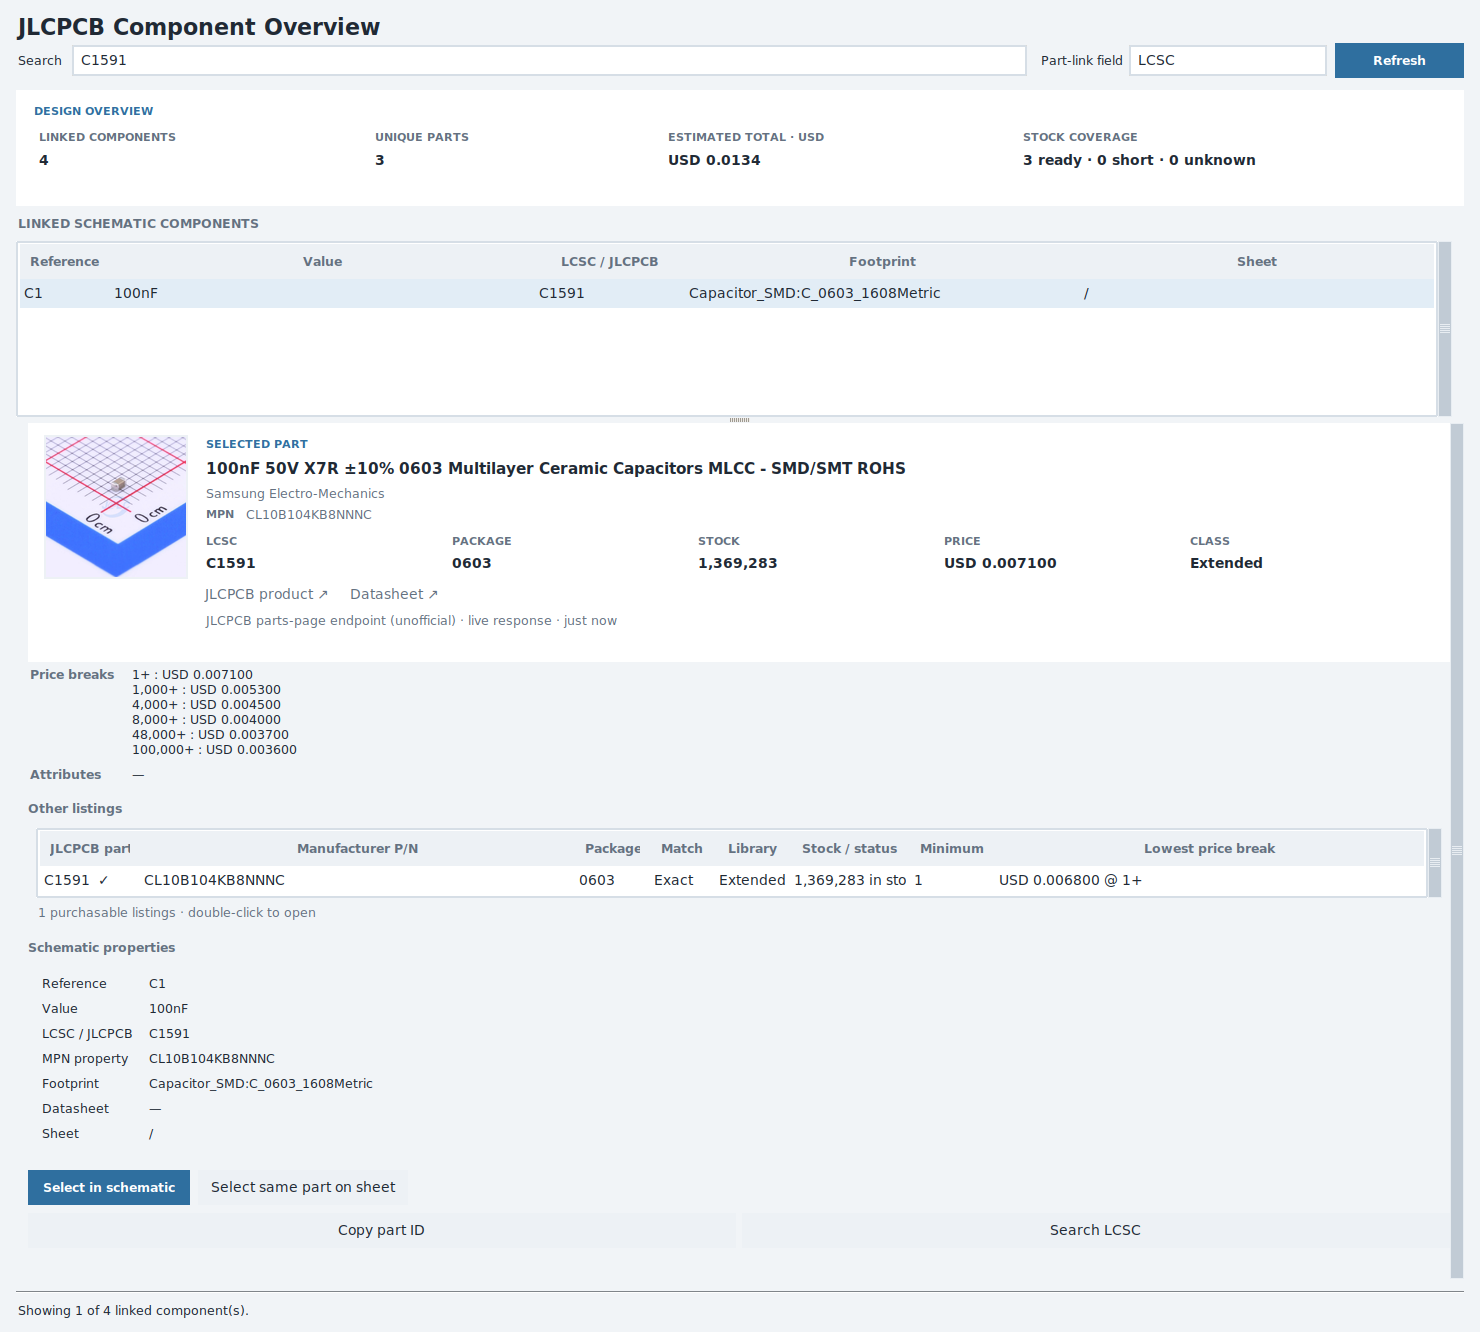 JLCPCB Component Overview
Search C1591 Part-link field LCSC Refresh
DESIGN OVERVIEW
LINKED COMPONENTS UNIQUE PARTS ESTIMATED TOTAL · USD STOCK COVERAGE
4 3 USD 0.0134 3 ready · 0 short · 0 unknown
LINKED SCHEMATIC COMPONENTS
Reference Value LCSC / JLCPCB Footprint Sheet
C1 100nF C1591 Capacitor_SMD:C_0603_1608Metric /
SELECTED PART
100nF 50V X7R ±10% 0603 Multilayer Ceramic Capacitors MLCC - SMD/SMT ROHS
Samsung Electro-Mechanics
MPN CL10B104KB8NNNC
0cm 0cm
LCSC PACKAGE STOCK PRICE CLASS
C1591 0603 1,369,283 USD 0.007100 Extended
JLCPCB product ↗ Datasheet ↗
JLCPCB parts-page endpoint (unofficial) · live response · just now
Price breaks 1+ : USD 0.007100
1,000+ : USD 0.005300
4,000+ : USD 0.004500
8,000+ : USD 0.004000
48,000+ : USD 0.003700
100,000+ : USD 0.003600
Attributes —
Other listings
JLCPCB part Manufacturer P/N Package Match Library Stock / status Minimum Lowest price break
C1591 ✓ CL10B104KB8NNNC 0603 Exact Extended 1,369,283 in sto 1 USD 0.006800 @ 1+
1 purchasable listings · double-click to open
Schematic properties
Reference C1
Value 100nF
LCSC / JLCPCB C1591
MPN property CL10B104KB8NNNC
Footprint Capacitor_SMD:C_0603_1608Metric
Datasheet —
Sheet /
Select in schematic Select same part on sheet
Copy part ID Search LCSC
Showing 1 of 4 linked component(s).